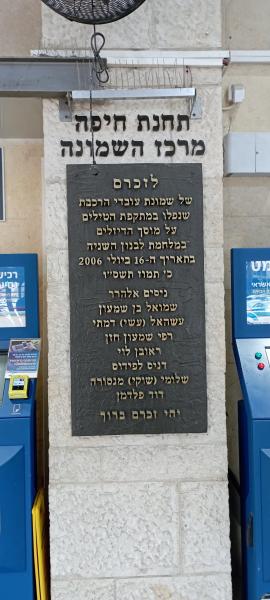 תחנת חיפה
מרכז השמונה
לזכרם
של שמונת עובדי הרכבת
שנפלו במתקפת הטילים
על מוסך הדיזלים
במלחמת לבנון השניה
בתאריך ה-16 ביולי 2006
כ' תמוז תשס"ו
ניסים אלהרר
שמואל בן שמעון
עשהאל (עשי) דמתי
רפי שמעון חזן
ראובן לוי
דניס לפידוס
שלומי (שוקי) מנסורה
דוד פלדמן
יהי זכרם ברוך